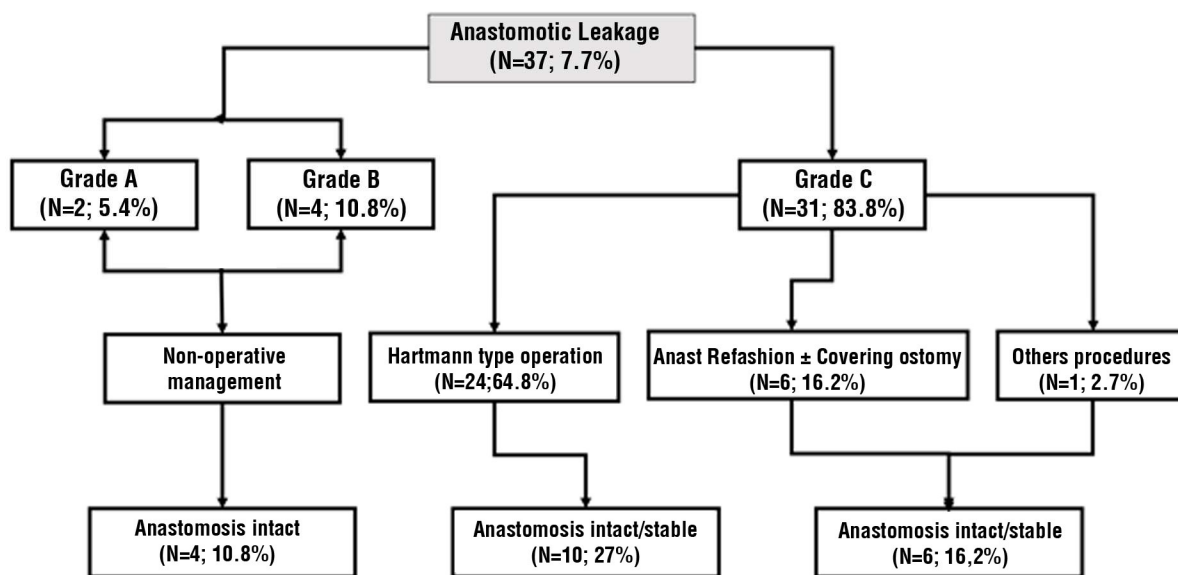 Anastomotic Leakage
(N=37; 7.7%)
Grade A
(N=2; 5.4%)
Grade B
(N=4; 10.8%)
Grade C
(N=31; 83.8%)
Non-operative
management
Hartmann type operation
(N=24;64.8%)
Anast Refashion ± Covering ostomy
(N=6; 16.2%)
Others procedures
(N=1; 2.7%)
Anastomosis intact
(N=4; 10.8%)
Anastomosis intact/stable
(N=10; 27%)
Anastomosis intact/stable
(N=6; 16,2%)